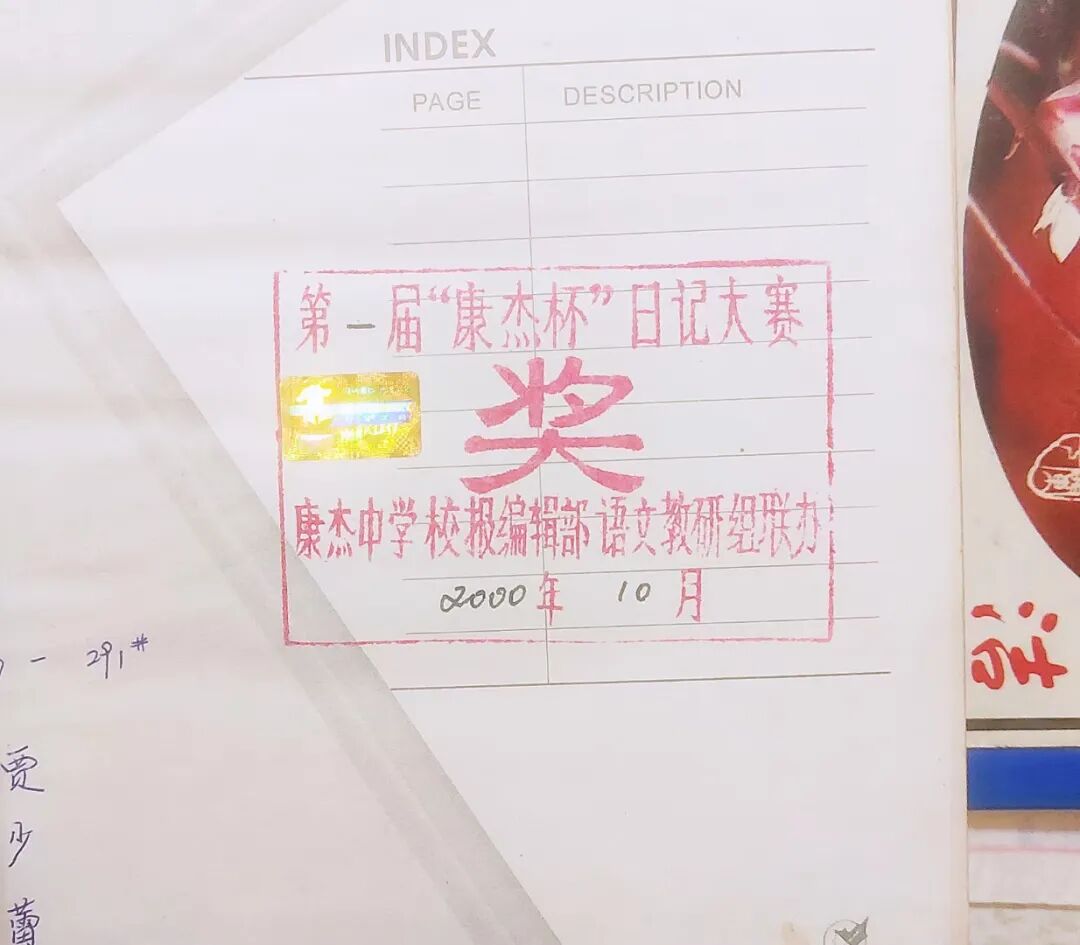 INDEX
PAGE DESCRIPTION
第一届“康杰杯”日记大赛
奖
康杰中学校报编辑部语文教研组联办
2000年 10月
- 291#
贾
少
蕾